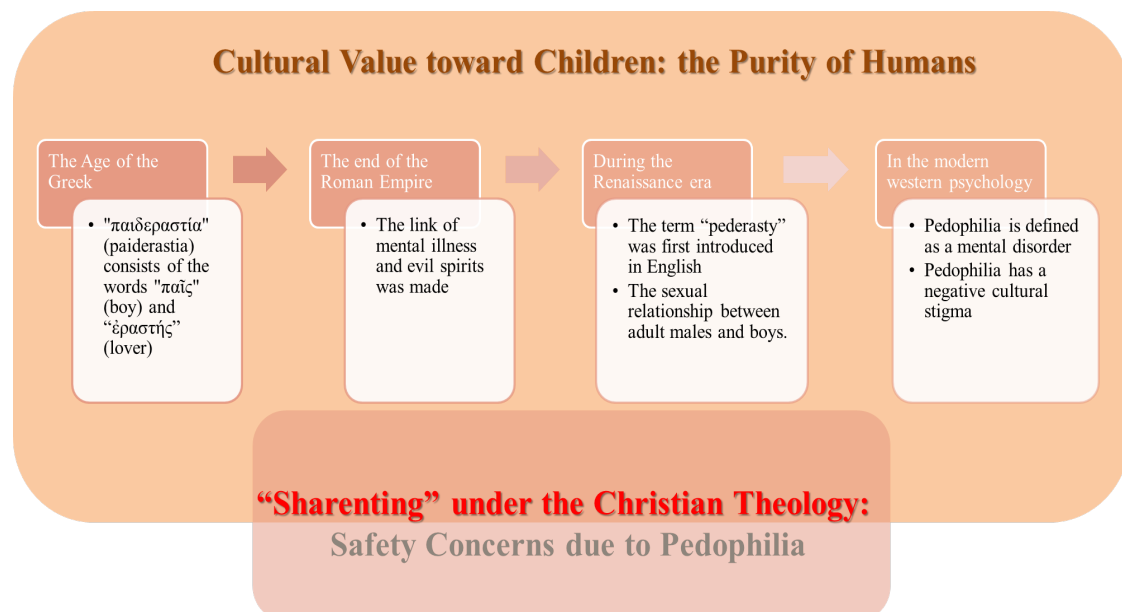 Cultural Value toward Children: the Purity of Humans
The Age of the
Greek
• "παιδεραστία"
(paiderastia)
consists of the
words "παῖς"
(boy) and
“ἐραστής”
(lover)
The end of the
Roman Empire
• The link of
mental illness
and evil spirits
was made
During the
Renaissance era
• The term “pederasty”
was first introduced
in English
• The sexual
relationship between
adult males and boys.
In the modern
western psychology
• Pedophilia is defined
as a mental disorder
• Pedophilia has a
negative cultural
stigma
“Sharenting” under the Christian Theology:
Safety Concerns due to Pedophilia